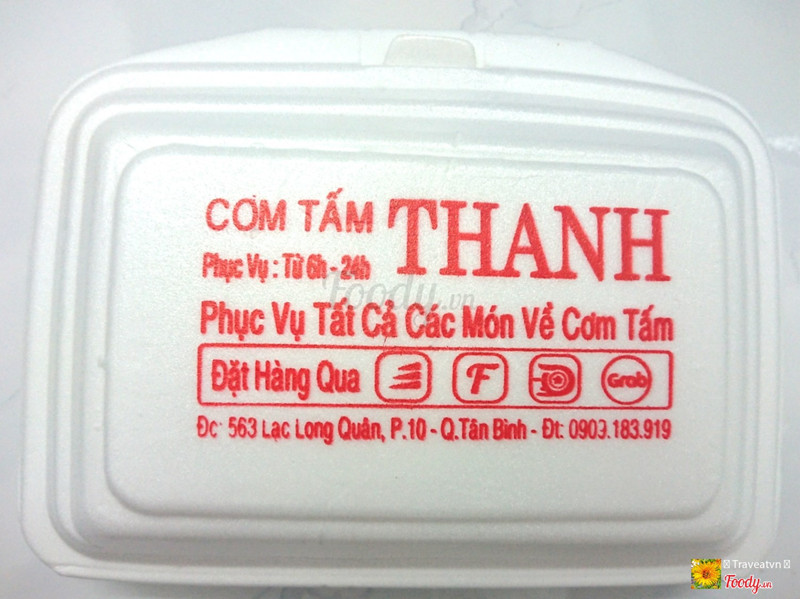 CƠM TẤM THANH
Phục Vụ : Từ 6h - 24h
Phục Vụ Tất Cả Các Món Về Cơm Tấm
Đặt Hàng Qua F Grab
Đc: 563 Lạc Long Quân, P.10 - Q.Tân Bình - Đt: 0903.183.919
Foody.vn
Traveatvn
Foody.vn